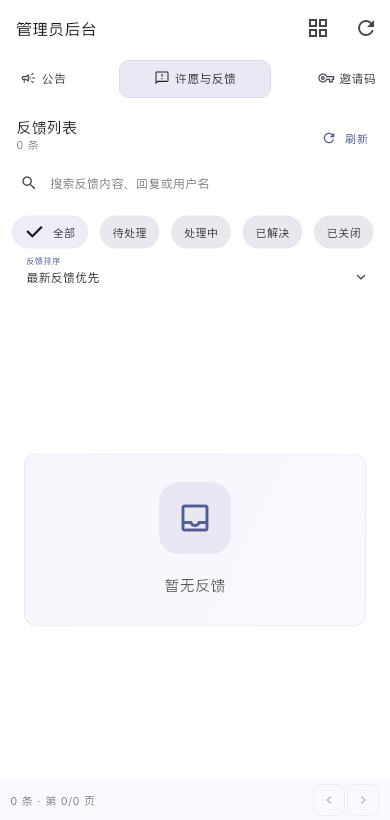 管理员后台
公告
许愿与反馈
邀请码
反馈列表
0 条
刷新
搜索反馈内容、回复或用户名
全部
待处理
处理中
已解决
已关闭
反馈排序
最新反馈优先
暂无反馈
0 条 · 第 0/0 页